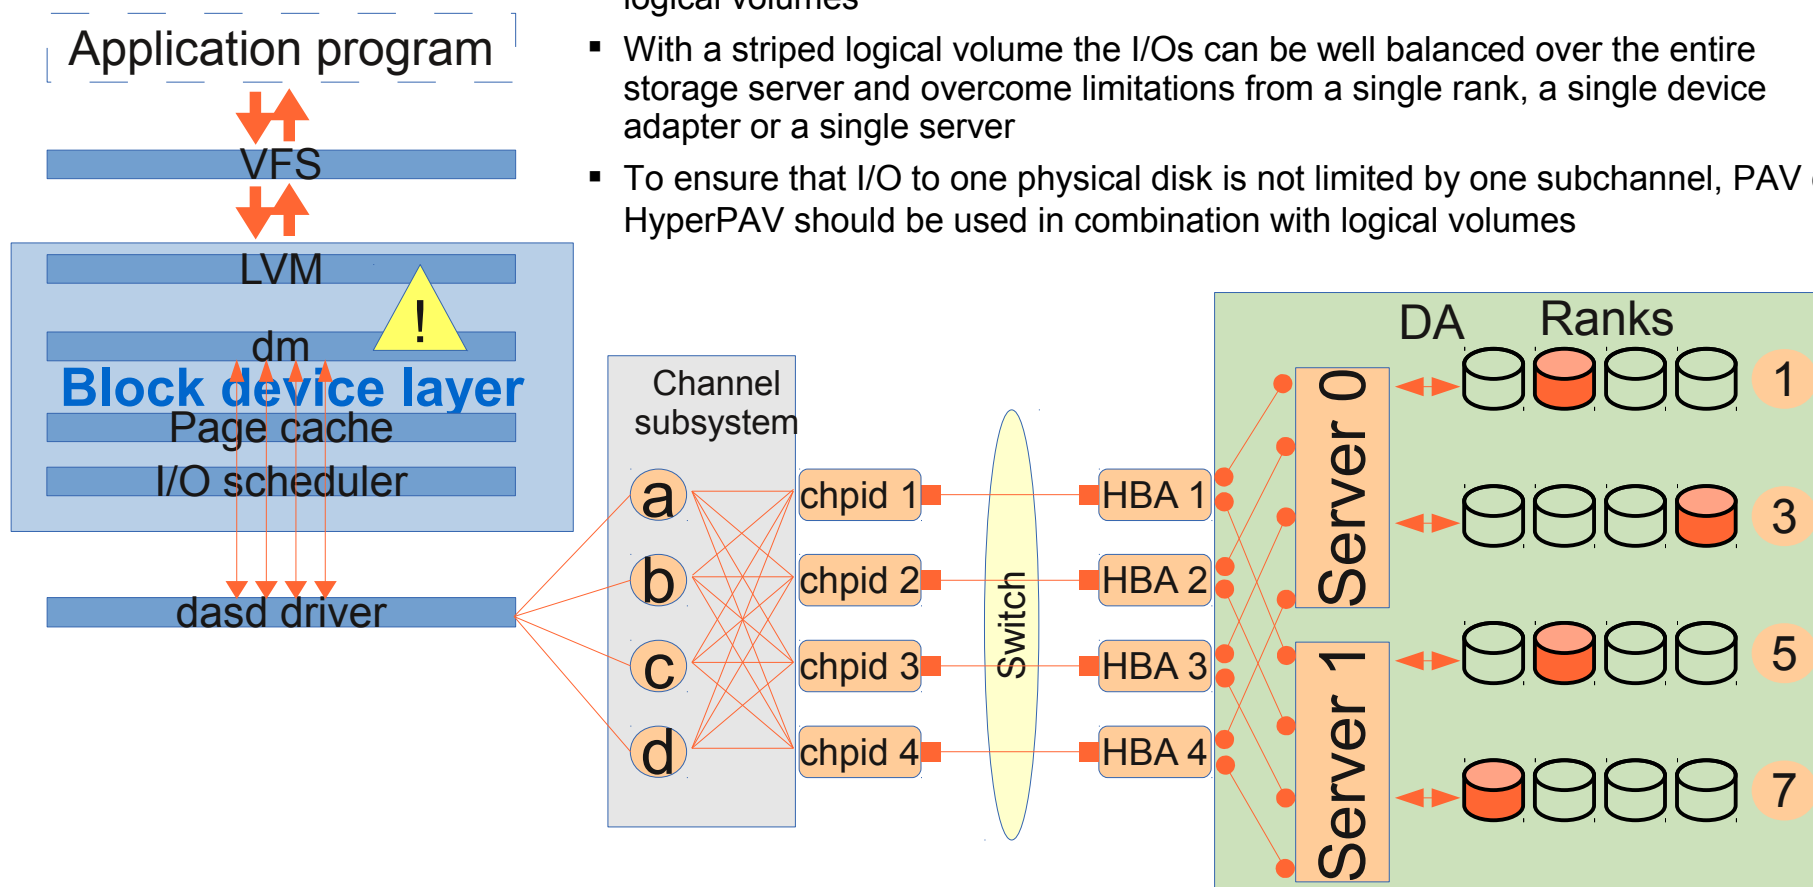 logical volumes
▪ With a striped logical volume the I/Os can be well balanced over the entire
storage server and overcome limitations from a single rank, a single device
adapter or a single server
▪ To ensure that I/O to one physical disk is not limited by one subchannel, PAV
HyperPAV should be used in combination with logical volumes
Application program
VFS
LVM
!
dm
Block device layer
Page cache
I/O scheduler
dasd driver
Channel
subsystem
a
b
c
d
chpid 1
chpid 2
chpid 3
chpid 4
Switch
HBA 1
HBA 2
HBA 3
HBA 4
Server 0
Server 1
DA
Ranks
1
3
5
7